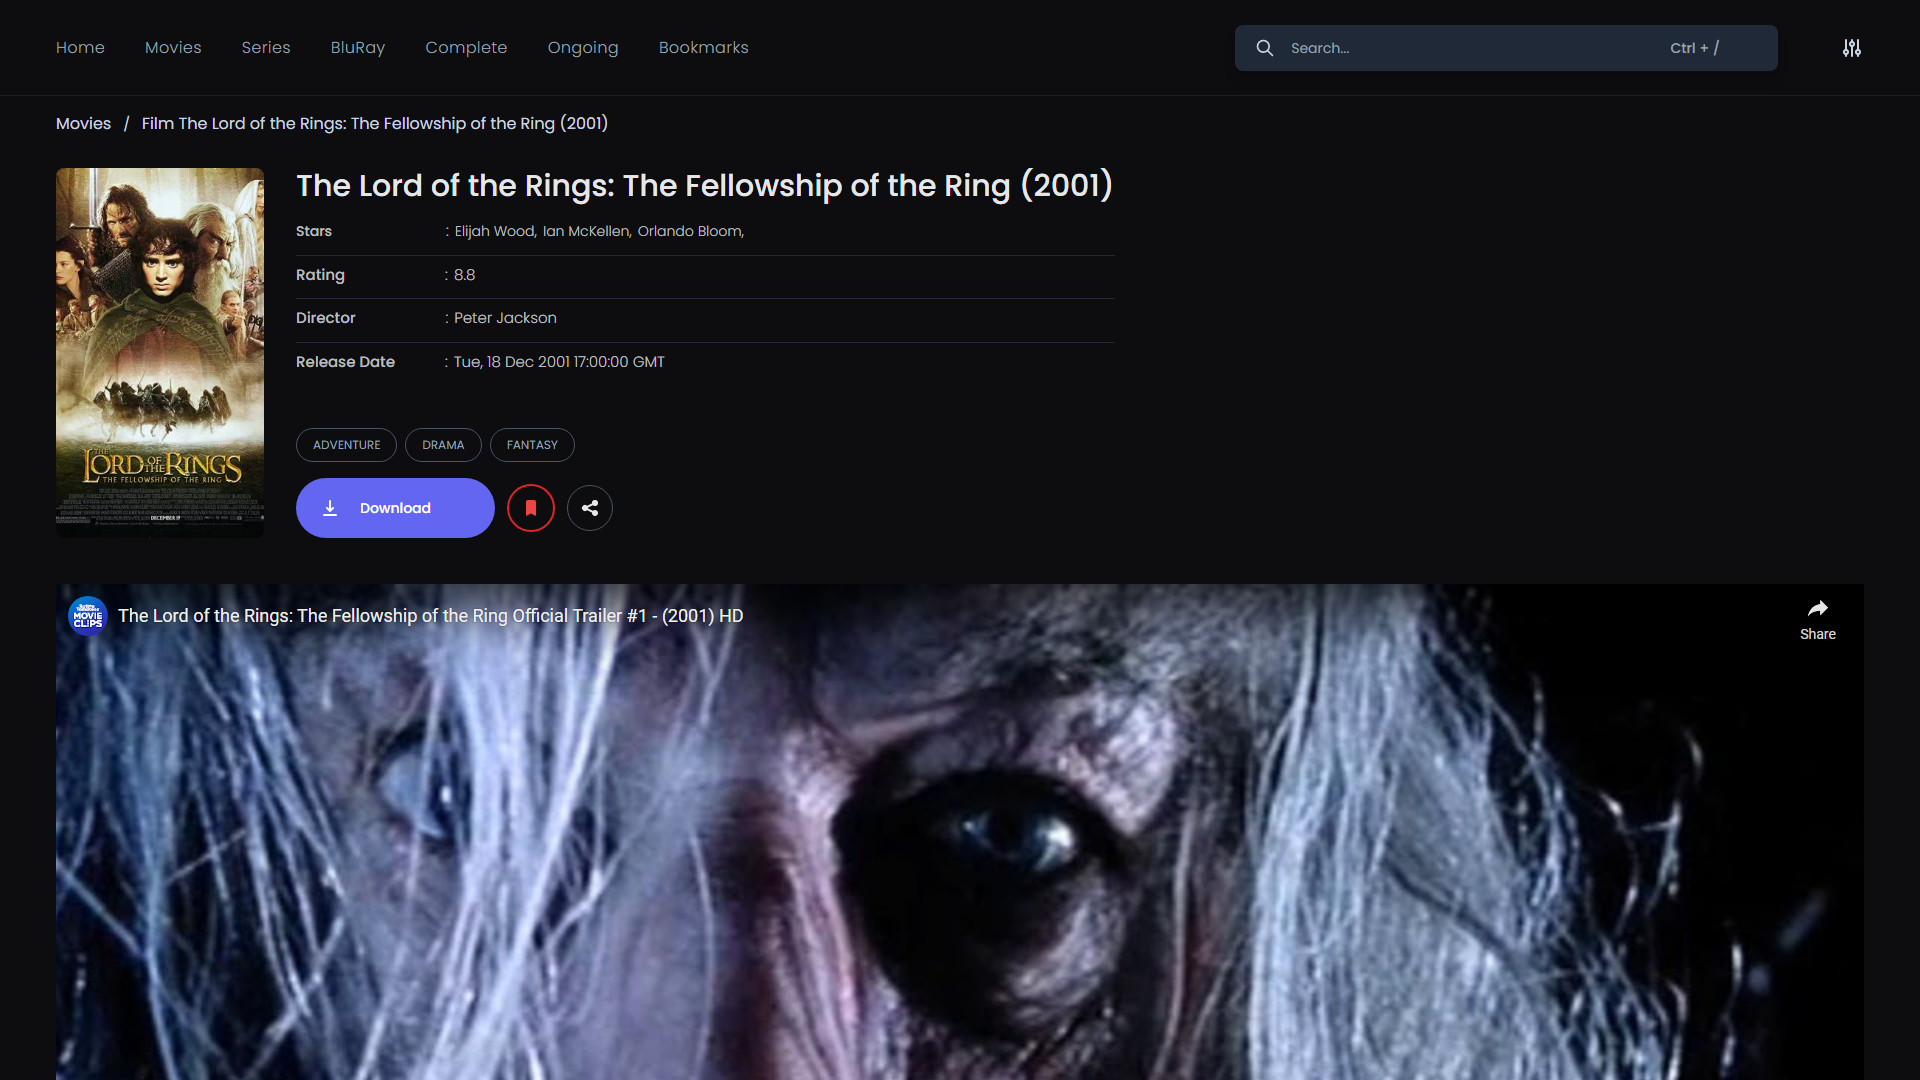 Home Movies Series BluRay Complete Ongoing Bookmarks
Search...
Ctrl + /
Movies / Film The Lord of the Rings: The Fellowship of the Ring (2001)
The Lord of the Rings: The Fellowship of the Ring (2001)
Stars : Elijah Wood, Ian McKellen, Orlando Bloom,
Rating : 8.8
Director : Peter Jackson
Release Date : Tue, 18 Dec 2001 17:00:00 GMT
THE
LORD OF THE RINGS
THE FELLOWSHIP OF THE RING
DECEMBER 19
ADVENTURE DRAMA FANTASY
Download
MOVIE
CLIPS
The Lord of the Rings: The Fellowship of the Ring Official Trailer #1 - (2001) HD
Share